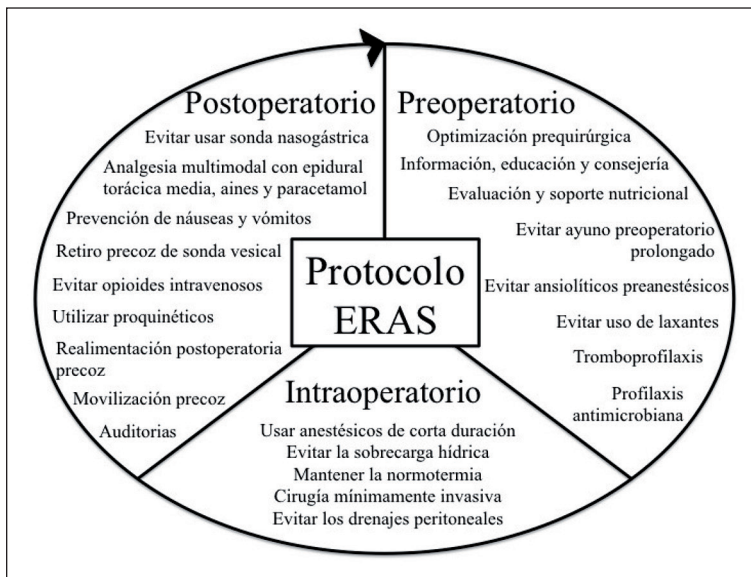 Postoperatorio
Evitar usar sonda nasogástrica
Analgesia multimodal con epidural
torácica media, aines y paracetamol
Prevención de náuseas y vómitos
Retiro precoz de sonda vesical
Evitar opioides intravenosos
Utilizar proquinéticos
Realimentación postoperatoria
precoz
Movilización precoz
Auditorias
Preoperatorio
Optimización prequirúrgica
Información, educación y consejería
Evaluación y soporte nutricional
Evitar ayuno preoperatorio
prolongado
Evitar ansiolíticos preanestésicos
Evitar uso de laxantes
Tromboprofilaxis
Profilaxis
antimicrobiana
Protocolo
ERAS
Intraoperatorio
Usar anestésicos de corta duración
Evitar la sobrecarga hídrica
Mantener la normotermia
Cirugía mínimamente invasiva
Evitar los drenajes peritoneales